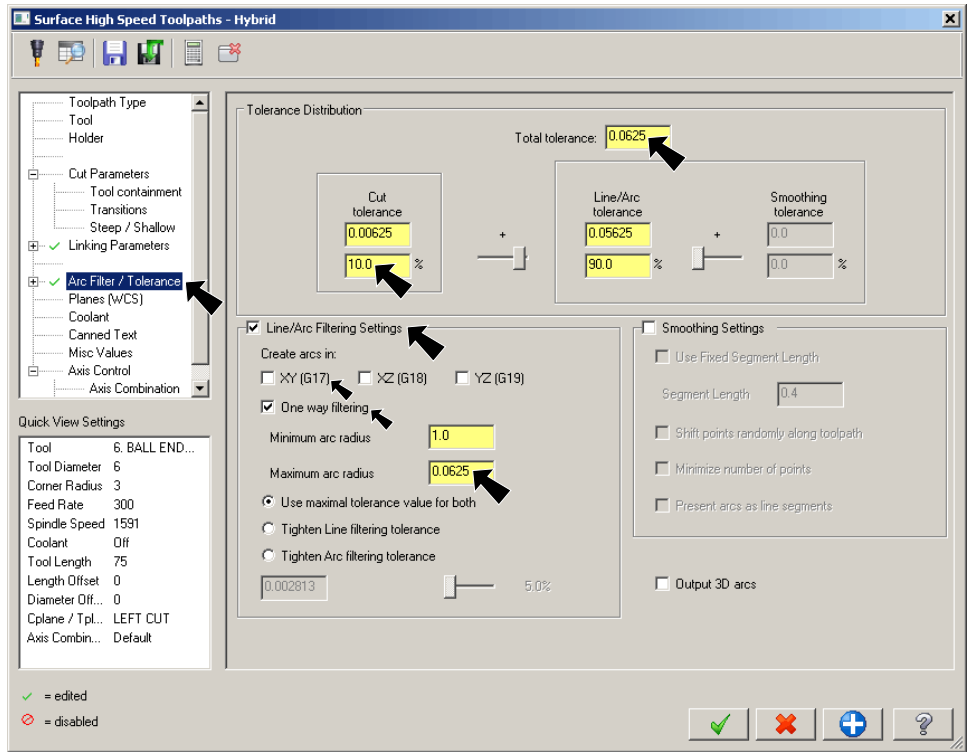 Surface High Speed Toolpaths - Hybrid
Toolpath Type
Tool
Holder
Cut Parameters
Tool containment
Transitions
Steep / Shallow
Linking Parameters
Arc Filter / Tolerance
Planes (WCS)
Coolant
Canned Text
Misc Values
Axis Control
Axis Combination
Quick View Settings
Tool 6. BALL END...
Tool Diameter 6
Corner Radius 3
Feed Rate 300
Spindle Speed 1591
Coolant Off
Tool Length 75
Length Offset 0
Diameter Off... 0
Cplane / Tpl... LEFT CUT
Axis Combin... Default
= edited
= disabled
Tolerance Distribution
Total tolerance: 0.0625
Cut
tolerance
0.00625
10.0 %
+
Line/Arc
tolerance
0.05625
90.0 %
+
Smoothing
tolerance
0.0
0.0 %
Line/Arc Filtering Settings
Create arcs in:
XY (G17) XZ (G18) YZ (G19)
One way filtering
Minimum arc radius 1.0
Maximum arc radius 0.0625
Use maximal tolerance value for both
Tighten Line filtering tolerance
Tighten Arc filtering tolerance
0.002813 5.0%
Smoothing Settings
Use Fixed Segment Length
Segment Length 0.4
Shift points randomly along toolpath
Minimize number of points
Present arcs as line segments
Output 3D arcs